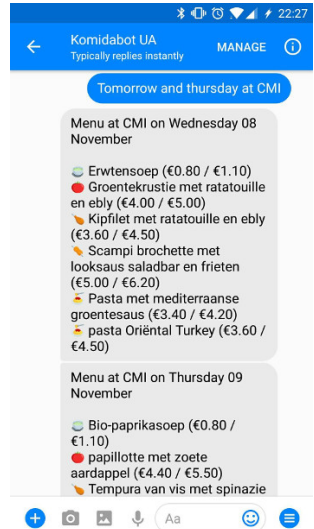 22:27
Komidabot UA
Typically replies instantly
MANAGE
Tomorrow and thursday at CMI
Menu at CMI on Wednesday 08
November
Erwtensoep (€0.80 / €1.10)
Groentekrustie met ratatouille
en ebly (€4.00 / €5.00)
Kipfilet met ratatouille en ebly
(€3.60 / €4.50)
Scampi brochette met
looksaus saladbar en frieten
(€5.00 / €6.20)
Pasta met mediterraanse
groentesaus (€3.40 / €4.20)
pasta Oriëntal Turkey (€3.60 /
€4.50)
Menu at CMI on Thursday 09
November
Bio-paprikasoep (€0.80 /
€1.10)
papillotte met zoete
aardappel (€4.40 / €5.50)
Tempura van vis met spinazie
Aa